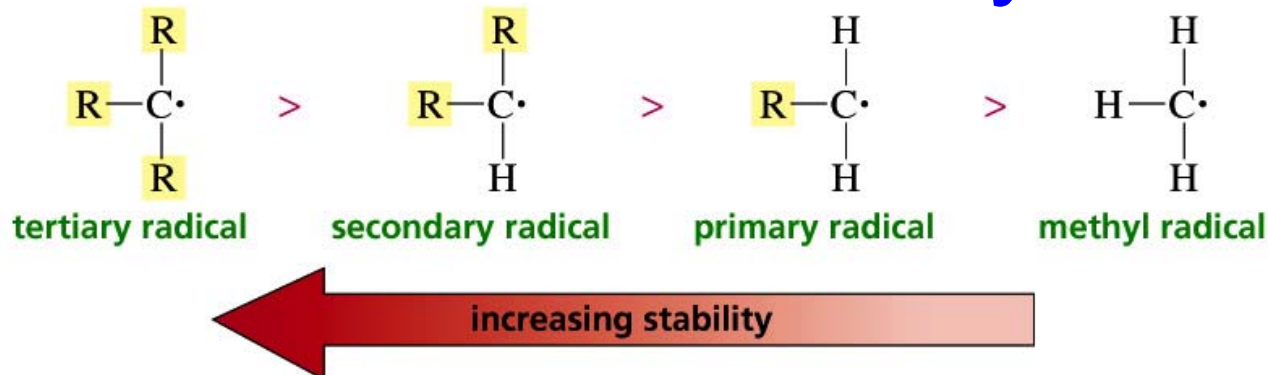 R H H
R R H
R—C• > R—C• > R—C• > H—C•
R H H H
tertiary radical secondary radical primary radical methyl radical
increasing stability